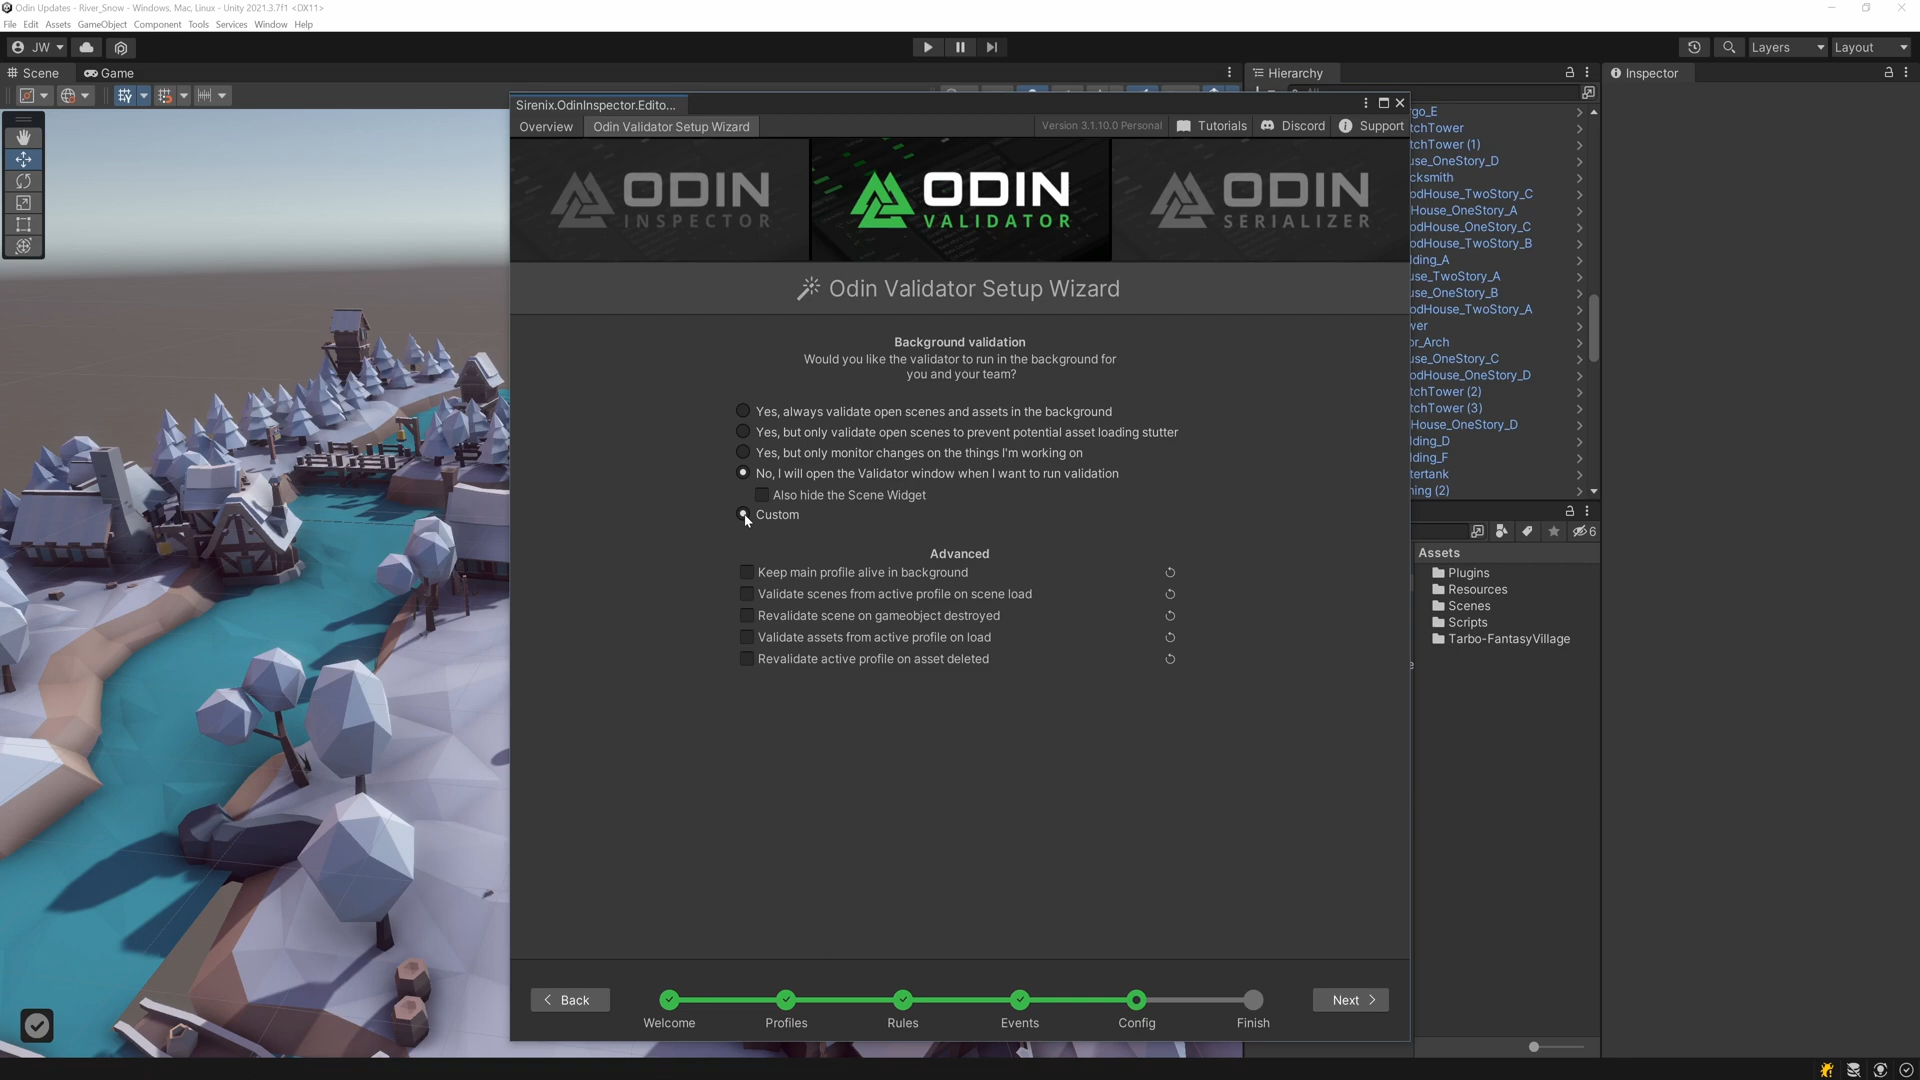 Odin Updates - River_Snow - Windows, Mac, Linux - Unity 2021.3.7f1 <DX11>
File Edit Assets GameObject Component Tools Services Window Help
JW
Layers
Layout
Scene
Game
Hierarchy
Inspector
Sirenix.OdinInspector.Edito...
Overview
Odin Validator Setup Wizard
Version 3.1.10.0 Personal
Tutorials
Discord
Support
ODIN
INSPECTOR
ODIN
VALIDATOR
ODIN
SERIALIZER
Odin Validator Setup Wizard
Background validation
Would you like the validator to run in the background for
you and your team?
Yes, always validate open scenes and assets in the background
Yes, but only validate open scenes to prevent potential asset loading stutter
Yes, but only monitor changes on the things I'm working on
No, I will open the Validator window when I want to run validation
Also hide the Scene Widget
Custom
Advanced
Keep main profile alive in background
Validate scenes from active profile on scene load
Revalidate scene on gameobject destroyed
Validate assets from active profile on load
Revalidate active profile on asset deleted
Back
Welcome
Profiles
Rules
Events
Config
Finish
Next
go_E
tchTower
tchTower (1)
use_OneStory_D
cksmith
odHouse_TwoStory_C
House_OneStory_A
odHouse_OneStory_C
odHouse_TwoStory_B
lding_A
use_TwoStory_A
use_OneStory_B
odHouse_TwoStory_A
wer
or_Arch
use_OneStory_C
odHouse_OneStory_D
tchTower (2)
tchTower (3)
House_OneStory_D
lding_D
lding_F
tertank
ning (2)
6
Assets
Plugins
Resources
Scenes
Scripts
Tarbo-FantasyVillage